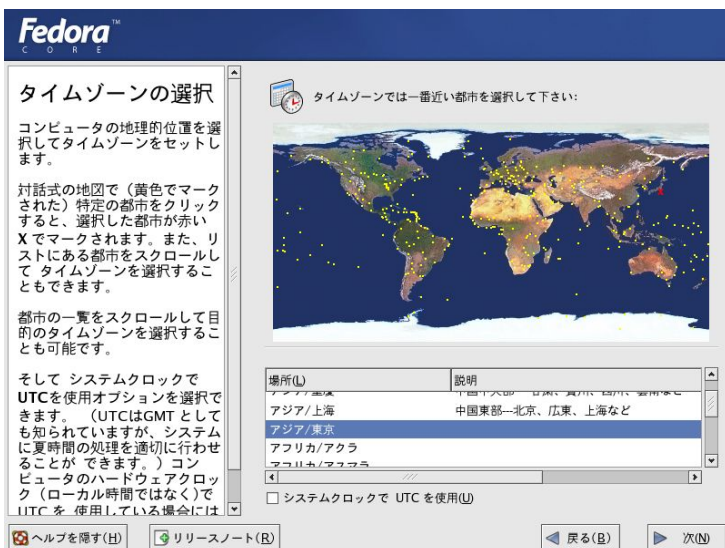 Fedora™
CORE
タイムゾーンの選択
コンピュータの地理的位置を選
択してタイムゾーンをセットし
ます。
対話式の地図で（黄色でマーク
された）特定の都市をクリック
すると、選択した都市が赤い
X でマークされます。また、リ
ストにある都市をスクロールし
て タイムゾーンを選択するこ
ともできます。
都市の一覧をスクロールして目
的のタイムゾーンを選択するこ
とも可能です。
そして システムクロックで
UTCを使用オプションを選択で
きます。 （UTCはGMT として
も知られていますが、システム
に夏時間の処理を適切に行わせ
ることが できます。）コン
ピュータのハードウェアクロッ
ク（ローカル時間ではなく)で
UTC を 使用している場合には
タイムゾーンでは一番近い都市を選択して下さい:
場所(L) 説明
アジア/重慶
アジア/上海 中国東部―北京、広東、上海など
アジア/東京
アフリカ/アクラ
アフリカ/アスマラ
システムクロックで UTC を使用(U)
ヘルプを隠す(H) リリースノート(R) 戻る(B) 次(N)